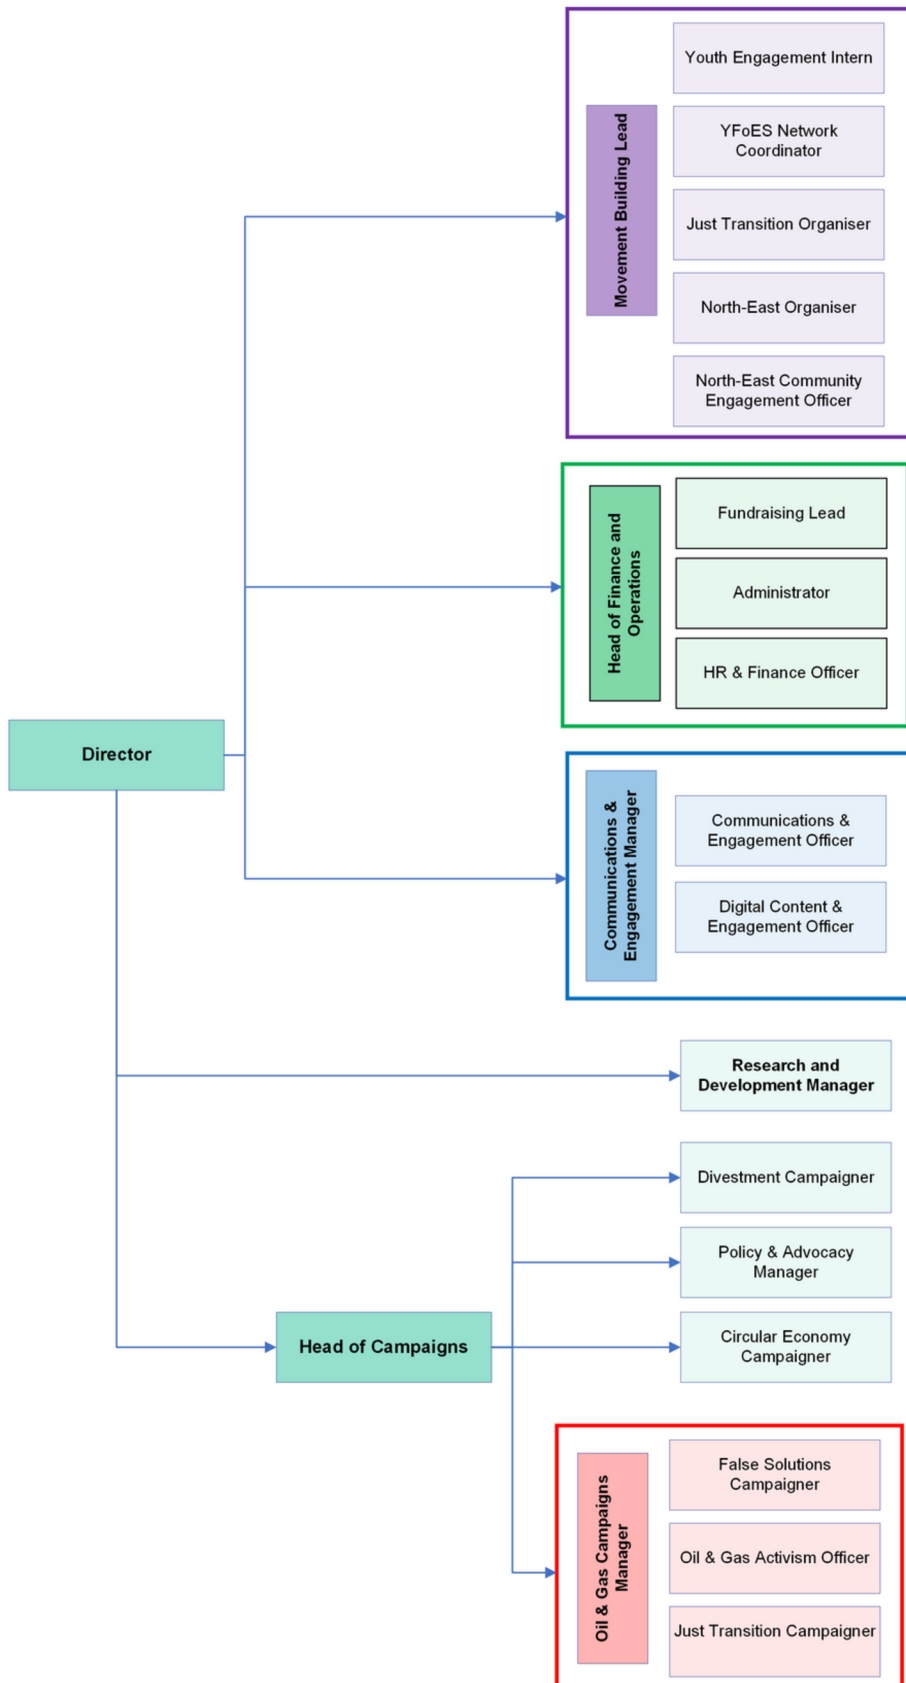 Youth Engagement Intern
Movement Building Lead
YFoES Network
Coordinator
Just Transition Organiser
North-East Organiser
North-East Community
Engagement Officer
Head of Finance and
Operations
Fundraising Lead
Administrator
HR & Finance Officer
Director
Communications &
Engagement Manager
Communications &
Engagement Officer
Digital Content &
Engagement Officer
Research and
Development Manager
Divestment Campaigner
Policy & Advocacy
Manager
Head of Campaigns
Circular Economy
Campaigner
Oil & Gas Campaigns
Manager
False Solutions
Campaigner
Oil & Gas Activism Officer
Just Transition Campaigner